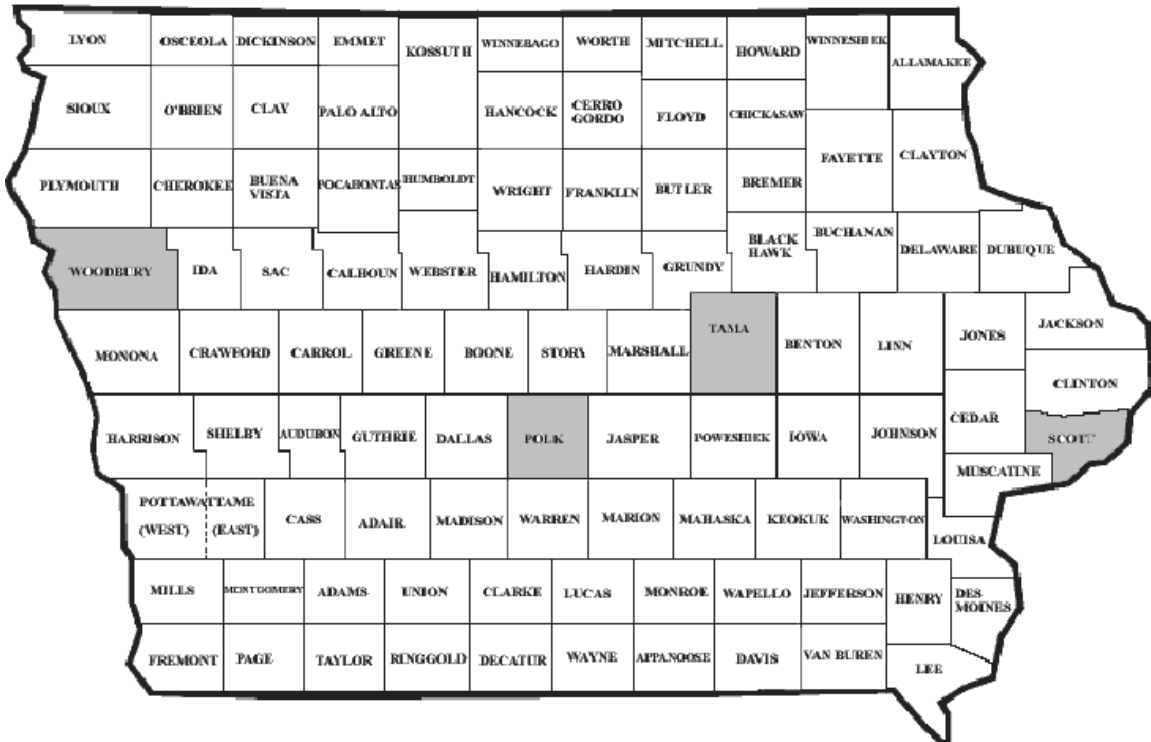 LYON
OSCEOLA
DICKINSON
EMMET
KOSSUTH
WINNEBAGO
WORTH
MITCHELL
HOWARD
WINNESHIEK
ALLAMAKEE
SIOUX
O'BRIEN
CLAY
PALO ALTO
HANCOCK
CERRO
GORDO
FLOYD
CHICKASAW
FAYETTE
CLAYTON
PLYMOUTH
CHEROKEE
BUENA
VISTA
POCAHONTAS
HUMBOLDT
WRIGHT
FRANKLIN
BUTLER
BREMER
WOODBURY
IDA
SAC
CALHOUN
WEBSTER
HAMILTON
HARDIN
GRUNDY
BLACK
HAWK
BUCHANAN
DELAWARE
DUBUQUE
MONONA
CRAWFORD
CARROL
GREENE
BOONE
STORY
MARSHALL
TAMA
BENTON
LINN
JONES
JACKSON
CLINTON
HARRISON
SHELBY
AUDUBON
GUTHRIE
DALLAS
POLK
JASPER
POWESHIEK
IOWA
JOHNSON
CEDAR
SCOTT
MUSCATINE
POTTAWATTAME
(WEST)
(EAST)
CASS
ADAIR
MADISON
WARREN
MARION
MAHASKA
KEOKUK
WASHINGTON
LOUISA
MILLS
MONTGOMERY
ADAMS
UNION
CLARKE
LUCAS
MONROE
WAPELLO
JEFFERSON
HENRY
DES-
MOINES
FREMONT
PAGE
TAYLOR
RINGGOLD
DECATUR
WAYNE
APPANOOSE
DAVIS
VAN BUREN
LEE